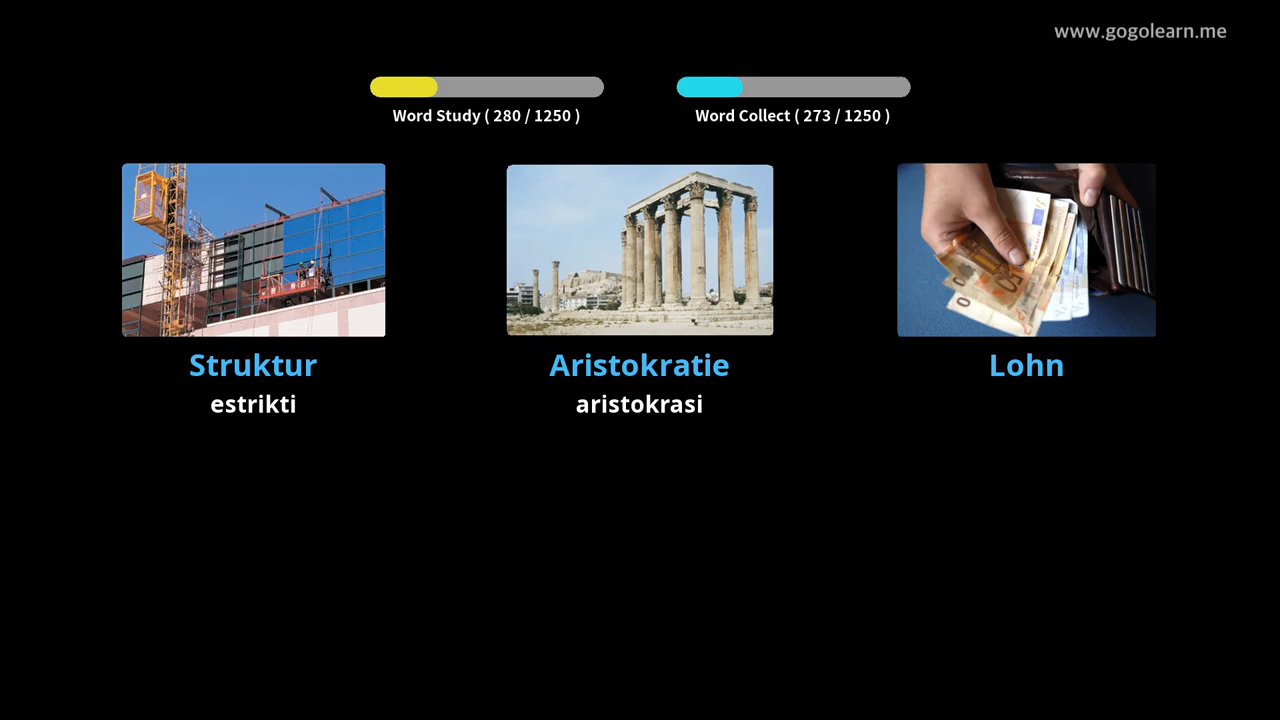 www.gogolearn.me
Word Study ( 280 / 1250 )
Word Collect ( 273 / 1250 )
Struktur
estrikti
Aristokratie
aristokrasi
Lohn